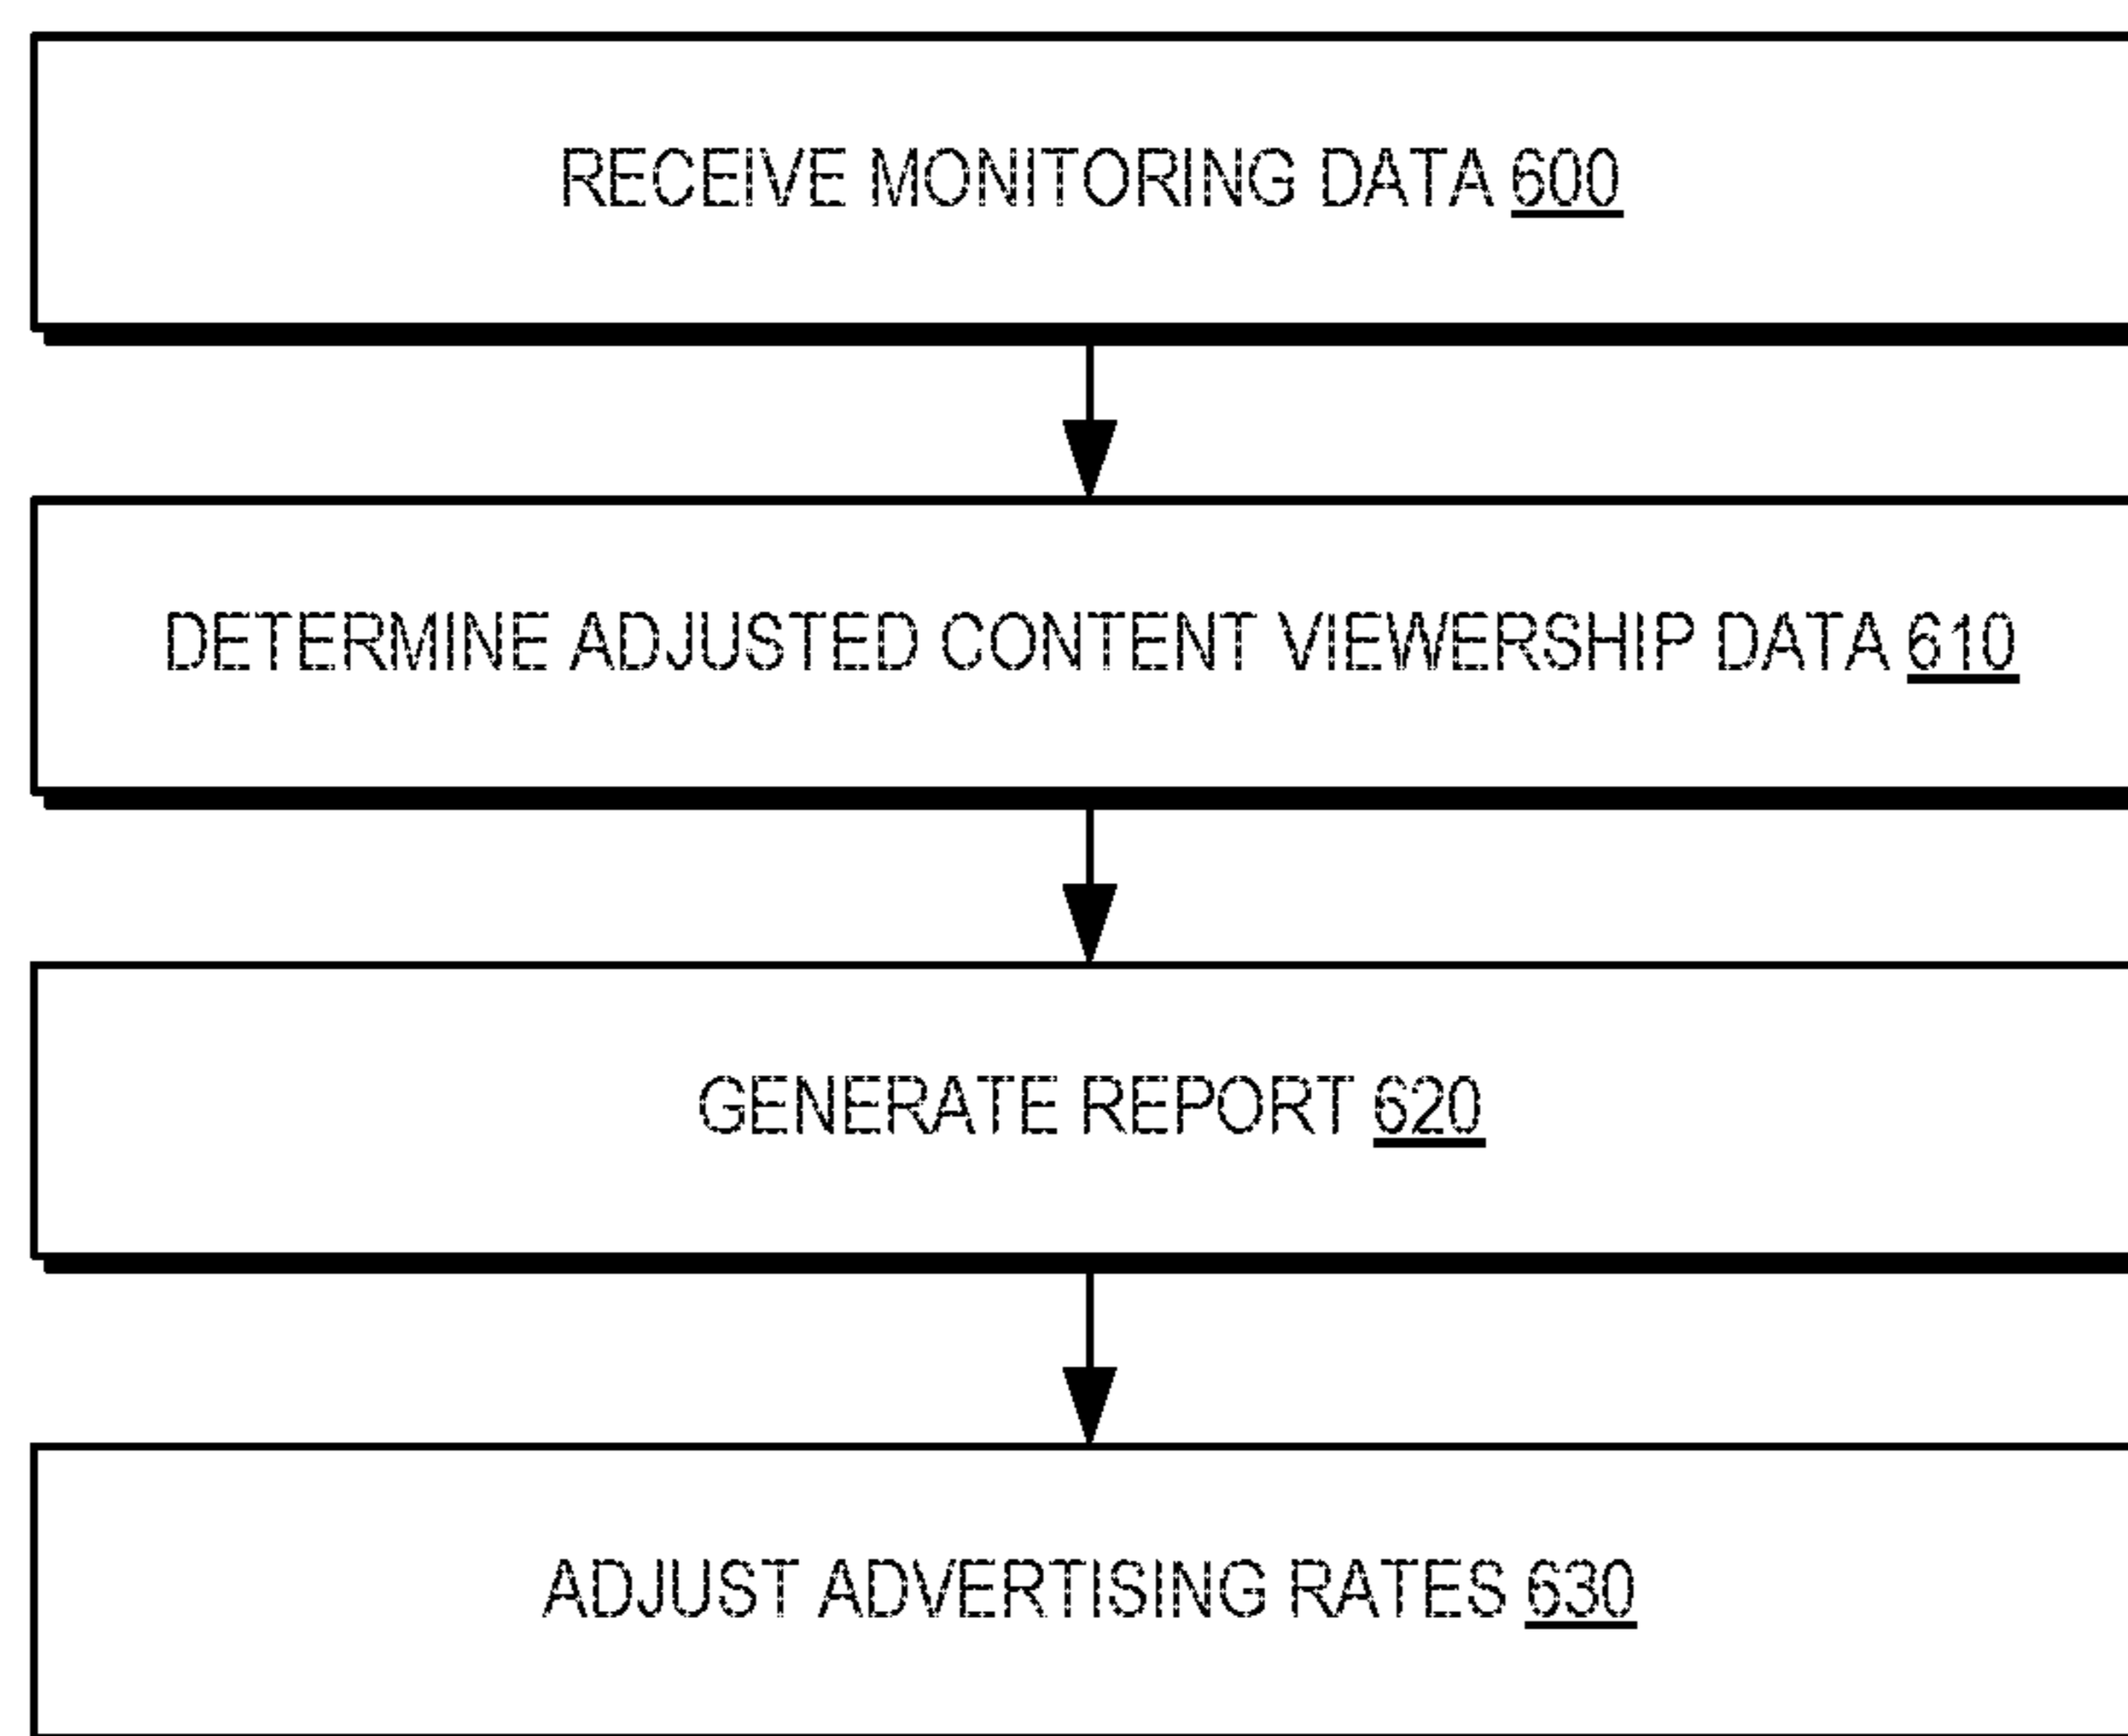 RECEIVE MONITORING DATA 600
DETERMINE ADJUSTED CONTENT VIEWERSHIP DATA 610
GENERATE REPORT 620
ADJUST ADVERTISING RATES 630